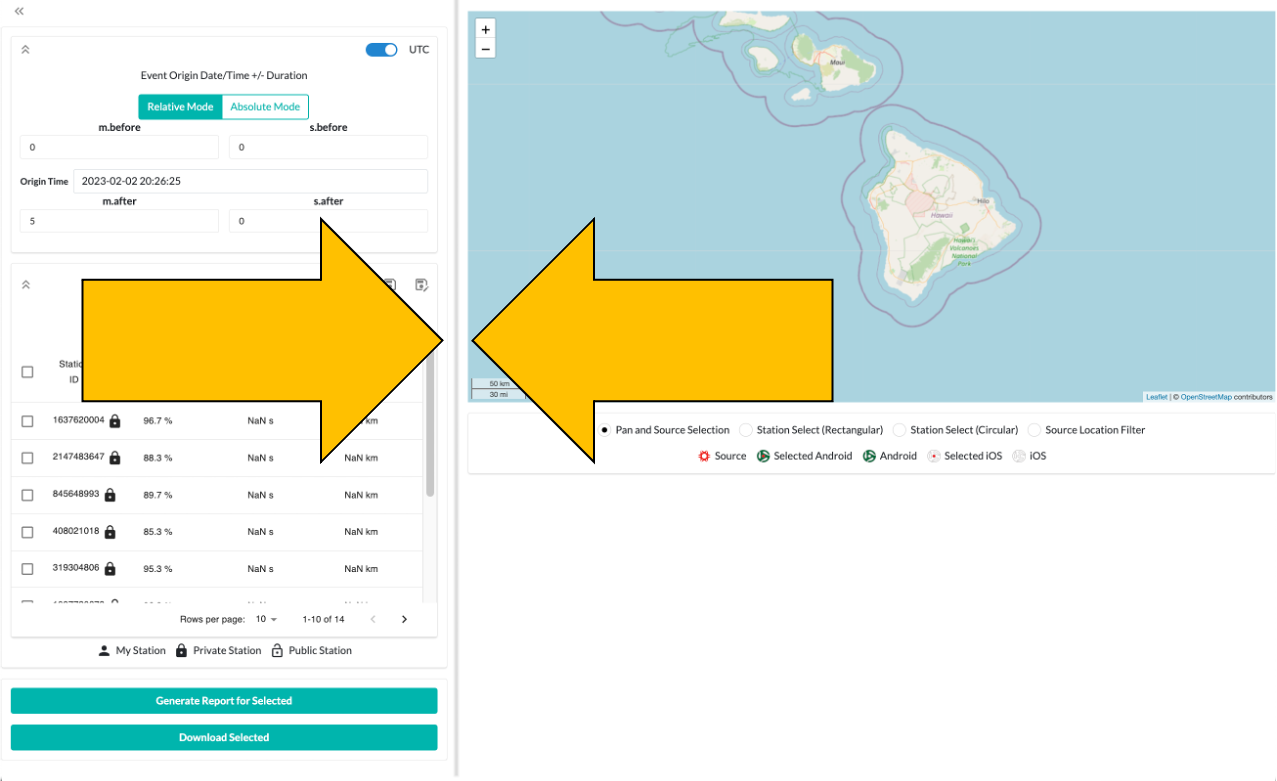 «
UTC
Event Origin Date/Time +/- Duration
Relative Mode Absolute Mode
m.before s.before
0 0
Origin Time 2023-02-02 20:26:25
m.after s.after
5 0
ID
1637620004 96.7 % NaN s km
2147483647 88.3 % NaN s NaN km
845648993 89.7 % NaN s NaN km
408021018 85.3 % NaN s NaN km
319304806 95.3 % NaN s NaN km
Rows per page: 10 1-10 of 14 < >
My Station Private Station Public Station
Generate Report for Selected
Download Selected
+
−
Maui
Hilo
Hawaii
Hawai'i
Volcanoes
National
Park
50 km
30 mi
Leaflet | © OpenStreetMap contributors
Pan and Source Selection Station Select (Rectangular) Station Select (Circular) Source Location Filter
Source Selected Android Android Selected iOS iOS